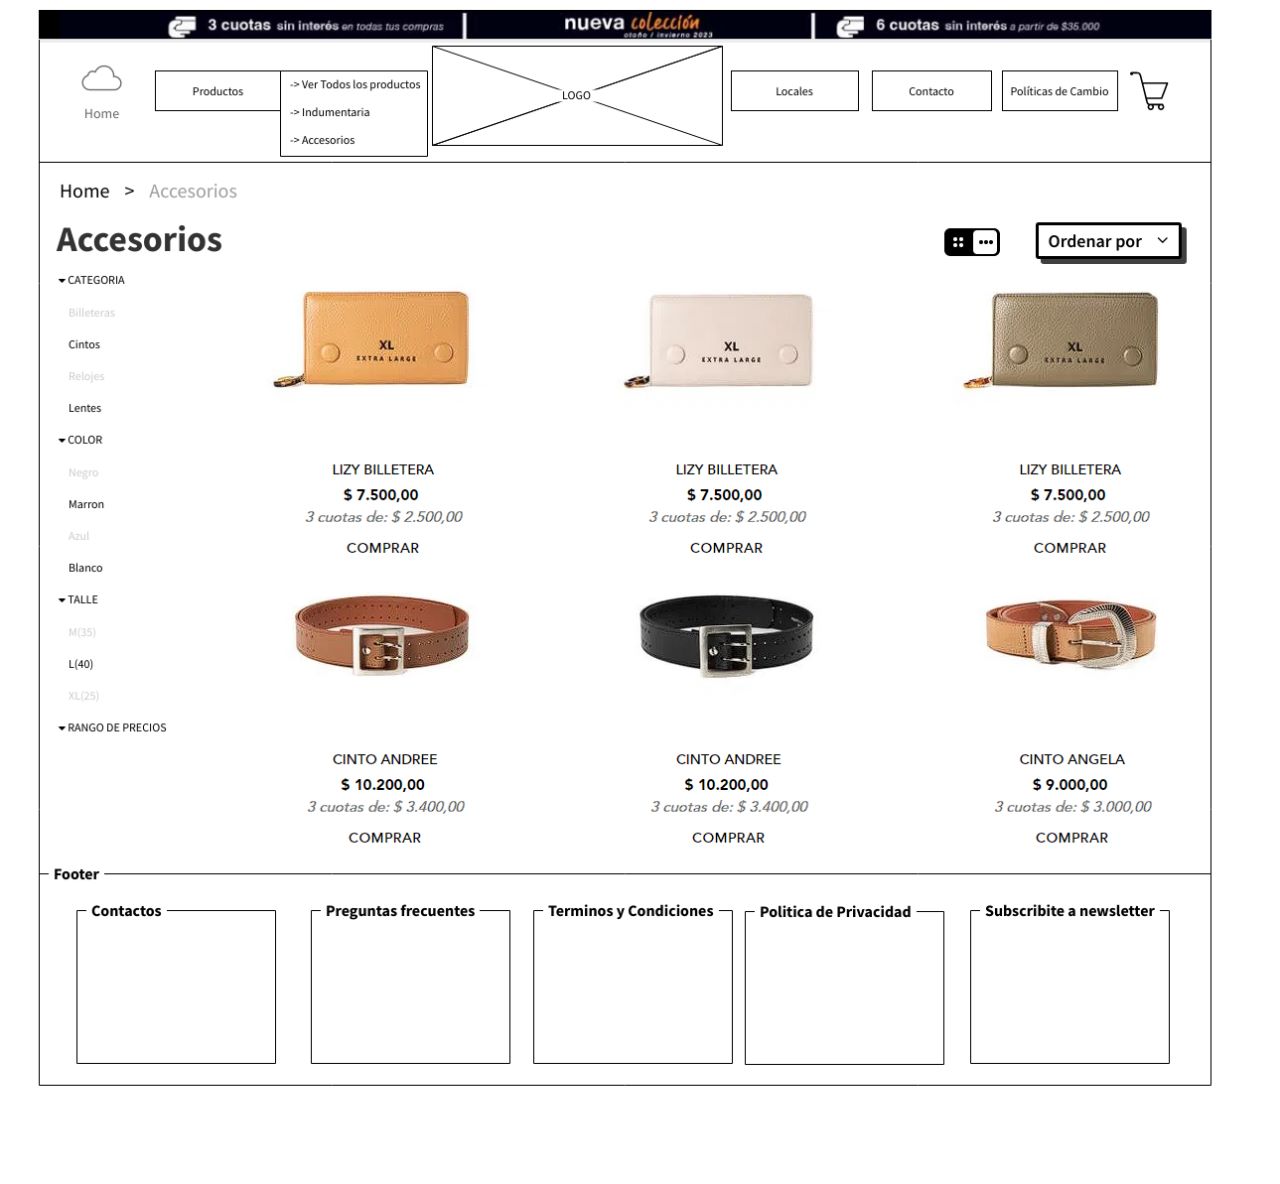 3 cuotas sin interés en todas tus compras
nueva colección
otoño / invierno 2023
6 cuotas sin interés a partir de $35.000
Home
Productos
-> Ver Todos los productos
-> Indumentaria
-> Accesorios
LOGO
Locales
Contacto
Políticas de Cambio
Home > Accesorios
Accesorios
Ordenar por
CATEGORIA
Billeteras
Cintos
Relojes
Lentes
COLOR
Negro
Marron
Azul
Blanco
TALLE
M(35)
L(40)
XL(25)
RANGO DE PRECIOS
XL
EXTRA LARGE
XL
EXTRA LARGE
XL
EXTRA LARGE
LIZY BILLETERA
$ 7.500,00
3 cuotas de: $ 2.500,00
COMPRAR
LIZY BILLETERA
$ 7.500,00
3 cuotas de: $ 2.500,00
COMPRAR
LIZY BILLETERA
$ 7.500,00
3 cuotas de: $ 2.500,00
COMPRAR
CINTO ANDREE
$ 10.200,00
3 cuotas de: $ 3.400,00
COMPRAR
CINTO ANDREE
$ 10.200,00
3 cuotas de: $ 3.400,00
COMPRAR
CINTO ANGELA
$ 9.000,00
3 cuotas de: $ 3.000,00
COMPRAR
Footer
Contactos
Preguntas frecuentes
Terminos y Condiciones
Politica de Privacidad
Subscribite a newsletter